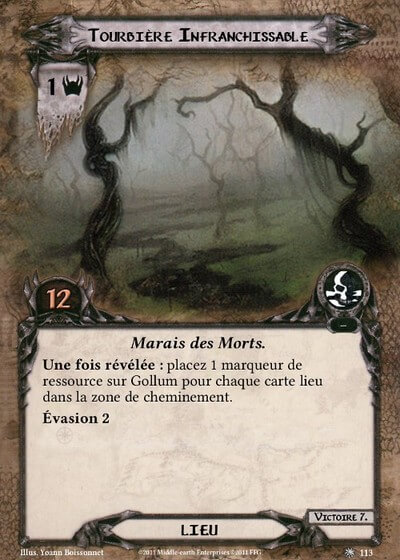 Tourbière Infranchissable
1
12
–
Marais des Morts.
Une fois révélée : placez 1 marqueur de
ressource sur Gollum pour chaque carte lieu
dans la zone de cheminement.
Évasion 2
Victoire 7.
LIEU
Illus. Yoann Boissonnet
©2011 Middle-earth Enterprises ©2011 FFG
113